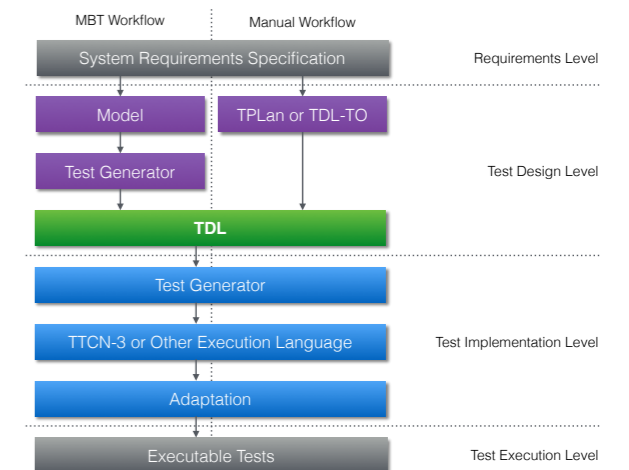 MBT Workflow
Manual Workflow
System Requirements Specification
Requirements Level
Model
TPLan or TDL-TO
Test Generator
Test Design Level
TDL
Test Generator
TTCN-3 or Other Execution Language
Test Implementation Level
Adaptation
Executable Tests
Test Execution Level